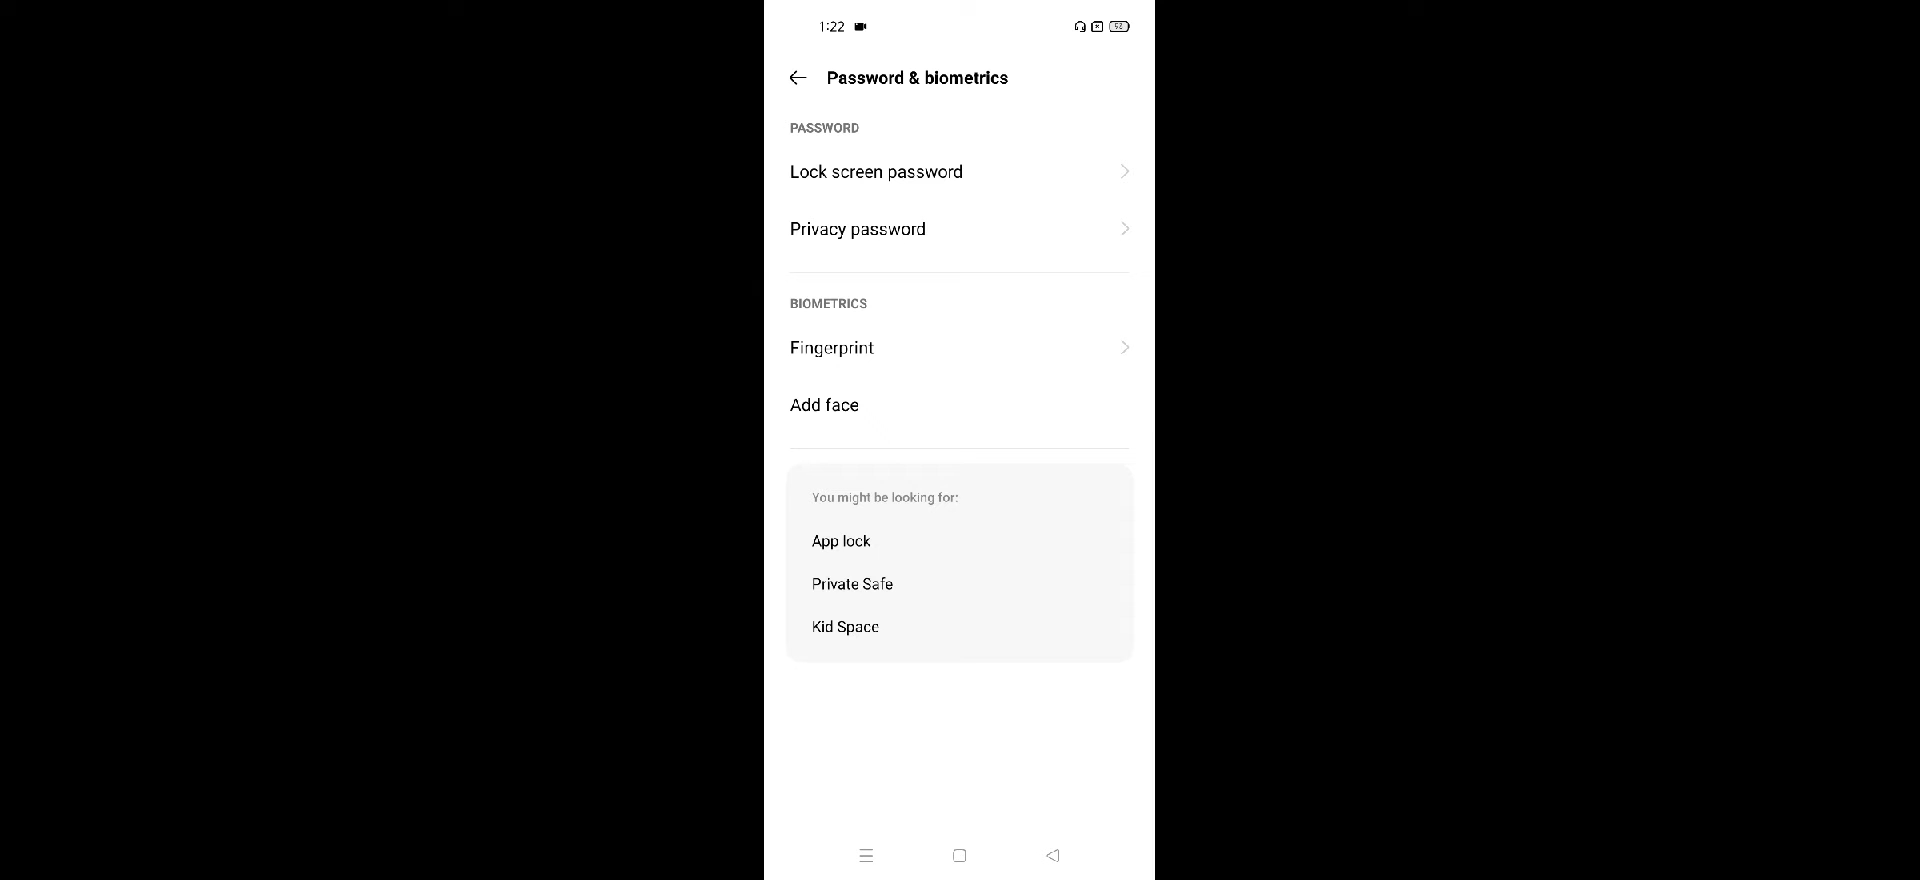 1:22
Password & biometrics
PASSWORD
Lock screen password
Privacy password
BIOMETRICS
Fingerprint
Add face
You might be looking for:
App lock
Private Safe
Kid Space